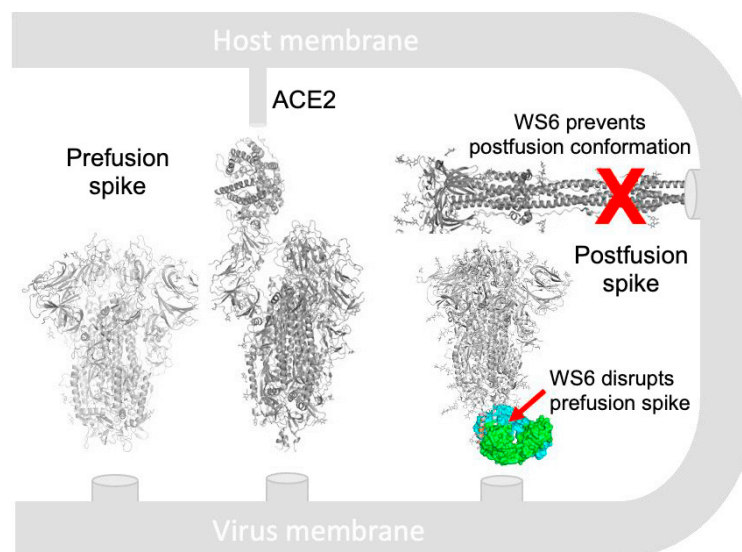 Host membrane
ACE2
WS6 prevents
postfusion conformation
Prefusion
spike
Postfusion
spike
WS6 disrupts
prefusion spike
Virus membrane